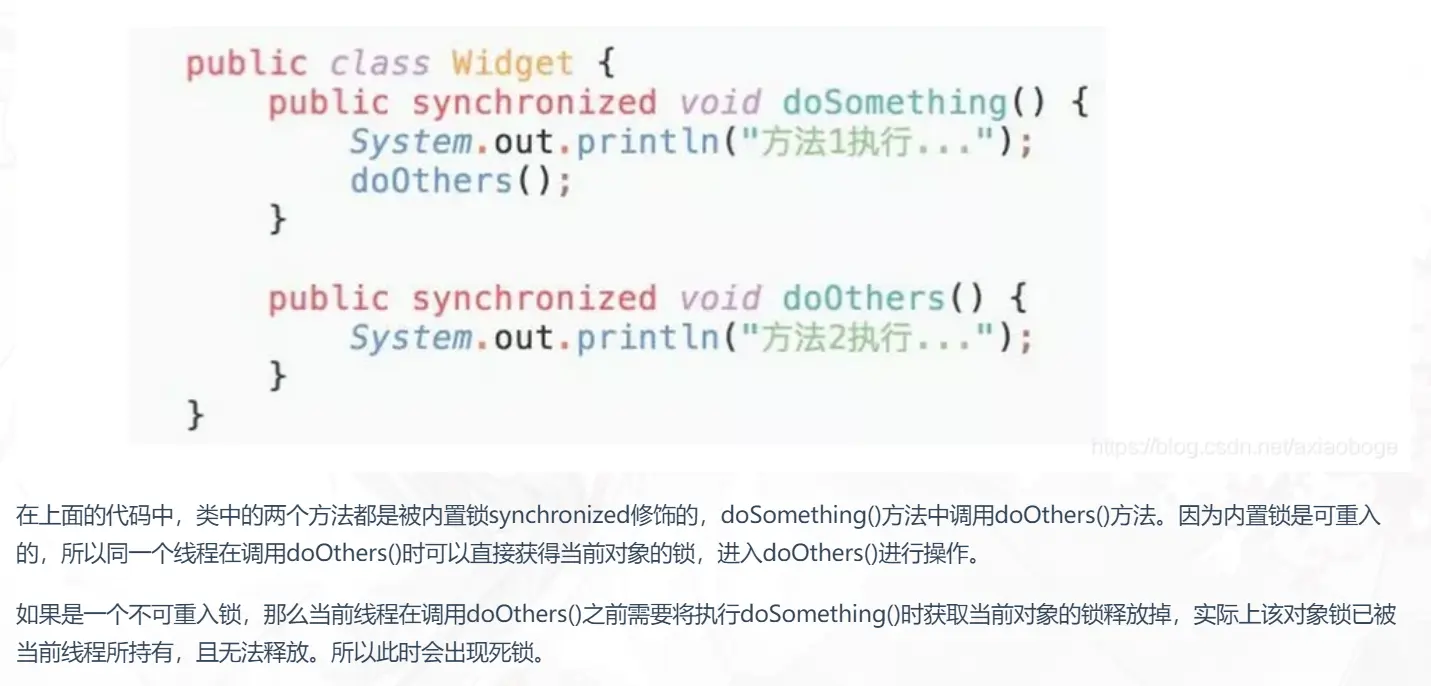 public class Widget {
public synchronized void doSomething() {
System.out.println("方法1执行...");
doOthers();
}
public synchronized void doOthers() {
System.out.println("方法2执行...");
}
}
https://blog.csdn.net/axiaoboge
在上面的代码中，类中的两个方法都是被内置锁synchronized修饰的，doSomething()方法中调用doOthers()方法。因为内置锁是可重入
的，所以同一个线程在调用doOthers()时可以直接获得当前对象的锁，进入doOthers()进行操作。
如果是一个不可重入锁，那么当前线程在调用doOthers()之前需要将执行doSomething()时获取当前对象的锁释放掉，实际上该对象锁已被
当前线程所持有，且无法释放。所以此时会出现死锁。